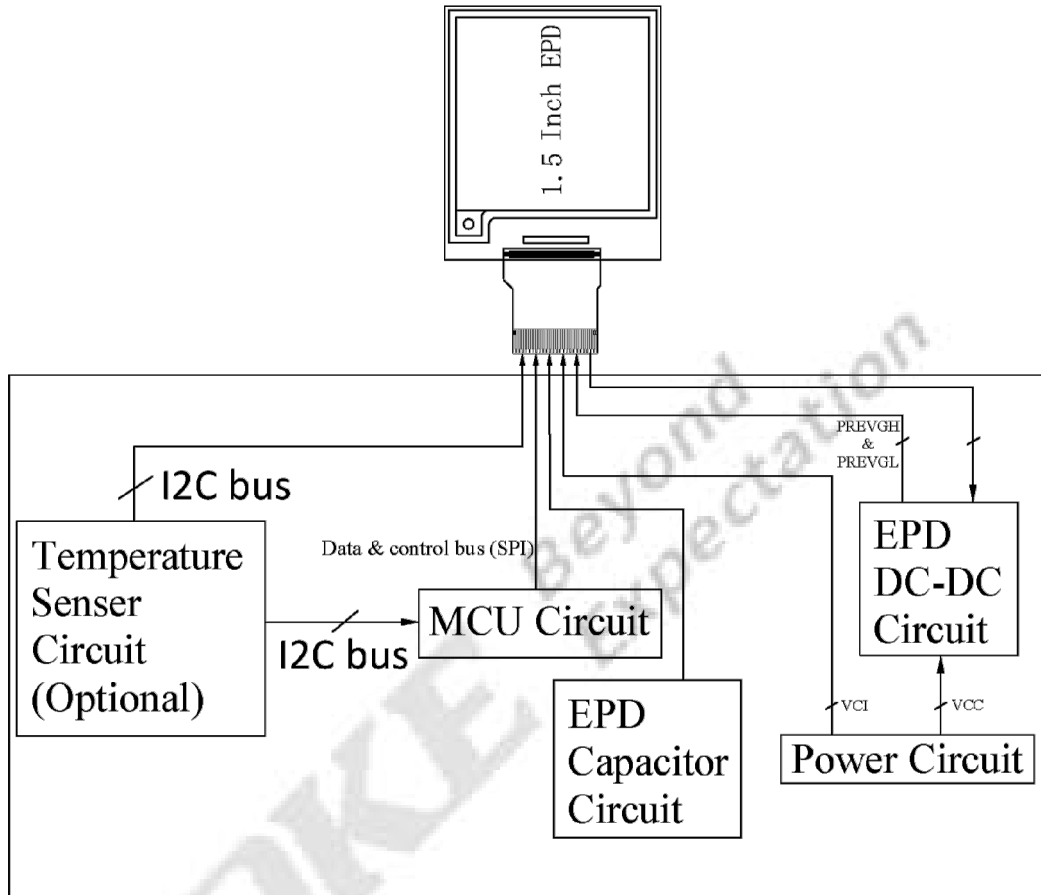 1.5 Inch EPD
PREVGH
&
PREVGL
I2C bus
Temperature
Senser
Circuit
(Optional)
Data & control bus (SPI)
I2C bus
MCU Circuit
EPD
DC-DC
Circuit
EPD
Capacitor
Circuit
VCI
VCC
Power Circuit
Beyond
Expectation